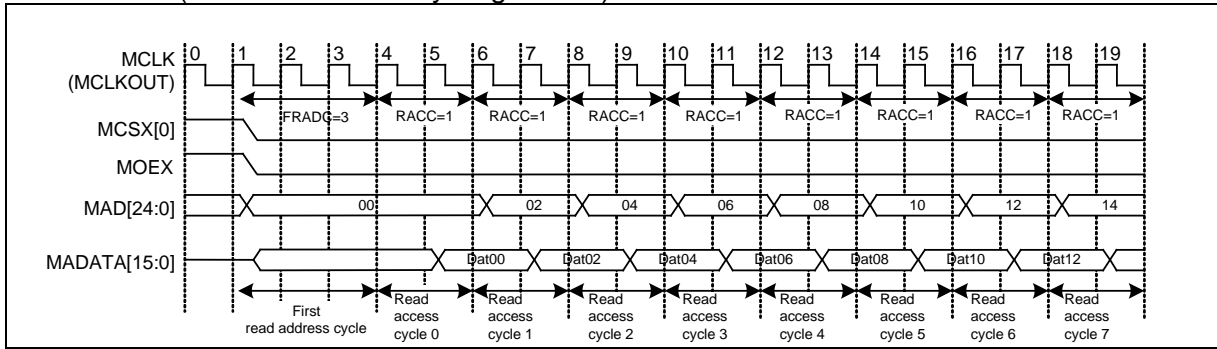 MCLK
(MCLKOUT)
0 1 2 3 4 5 6 7 8 9 10 11 12 13 14 15 16 17 18 19
FRADC=3 RACC=1 RACC=1 RACC=1 RACC=1 RACC=1 RACC=1 RACC=1 RACC=1
MCSX[0]
MOEX
MAD[24:0] 00 02 04 06 08 10 12 14
MADATA[15:0] Dat00 Dat02 Dat04 Dat06 Dat08 Dat10 Dat12
First
read address cycle
Read
access
cycle 0
Read
access
cycle 1
Read
access
cycle 2
Read
access
cycle 3
Read
access
cycle 4
Read
access
cycle 5
Read
access
cycle 6
Read
access
cycle 7